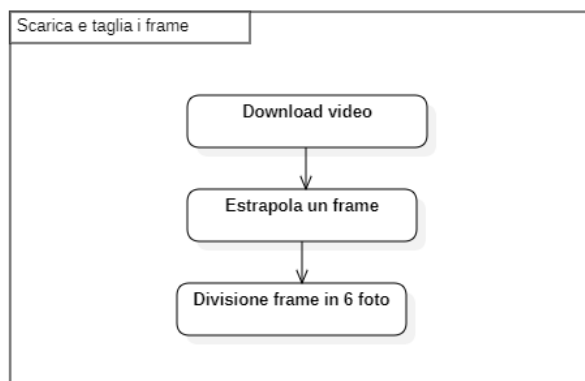 Scarica e taglia i frame
Download video
Estrapola un frame
Divisione frame in 6 foto